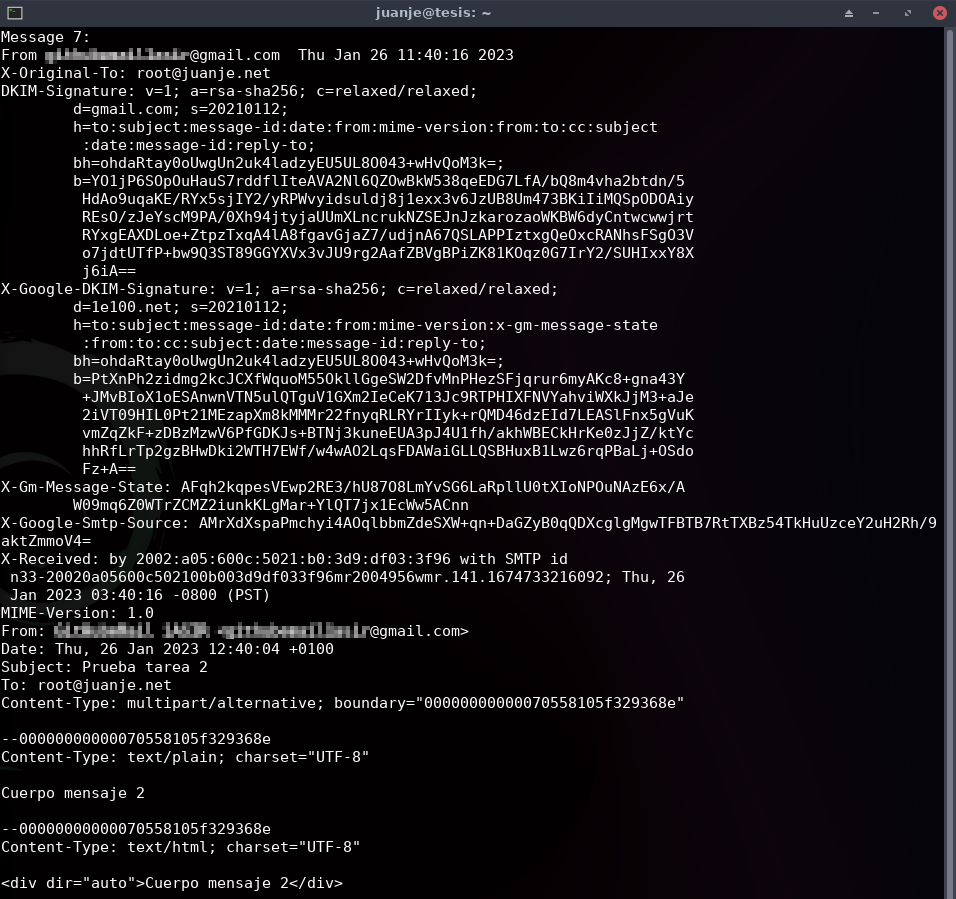 juanje@tesis: ~
Message 7:
From @gmail.com  Thu Jan 26 11:40:16 2023
X-Original-To: root@juanje.net
DKIM-Signature: v=1; a=rsa-sha256; c=relaxed/relaxed;
        d=gmail.com; s=20210112;
        h=to:subject:message-id:date:from:mime-version:from:to:cc:subject
         :date:message-id:reply-to;
        bh=ohdaRtay0oUwgUn2uk4ladzyEU5UL8O043+wHvQoM3k=;
        b=YO1jP6SOpOuHauS7rddflIteAVA2Nl6QZOwBkW538qeEDG7LfA/bQ8m4vha2btdn/5
         HdAo9uqaKE/RYx5sjIY2/yRPWvyidsuldj8j1exx3v6JzUB8Um473BKiIiMQSpODOAiy
         REsO/zJeYscM9PA/0Xh94jtyjaUUmXLncrukNZSEJnJzkarozaoWKBW6dyCntwcwwjrt
         RYxgEAXDLoe+ZtpzTxqA4lA8fgavGjaZ7/udjnA67QSLAPPIztxgQeOxcRANhsFSgO3V
         o7jdtUTfP+bw9Q3ST89GGYXVx3vJU9rg2AafZBVgBPiZK81KOqz0G7IrY2/SUHIxxY8X
         j6iA==
X-Google-DKIM-Signature: v=1; a=rsa-sha256; c=relaxed/relaxed;
        d=1e100.net; s=20210112;
        h=to:subject:message-id:date:from:mime-version:x-gm-message-state
         :from:to:cc:subject:date:message-id:reply-to;
        bh=ohdaRtay0oUwgUn2uk4ladzyEU5UL8O043+wHvQoM3k=;
        b=PtXnPh2zidmg2kcJCXfWquoM55OkllGgeSW2DfvMnPHezSFjqrur6myAKc8+gna43Y
         +JMvBIoX1oESAnwnVTN5ulQTguV1GXm2IeCeK713Jc9RTPHIXFNVYahviWXkJjM3+aJe
         2iVT09HIL0Pt21MEzapXm8kMMMr22fnyqRLRYrIIyk+rQMD46dzEId7LEASlFnx5gVuK
         vmZqZkF+zDBzMzwV6PfGDKJs+BTNj3kuneEUA3pJ4U1fh/akhWBECkHrKe0zJjZ/ktYc
         hhRfLrTp2gzBHwDki2WTH7EWf/w4wAO2LqsFDAWaiGLLQSBHuxB1Lwz6rqPBaLj+OSdo
         Fz+A==
X-Gm-Message-State: AFqh2kqpesVEwp2RE3/hU87O8LmYvSG6LaRpllU0tXIoNPOuNAzE6x/A
        W09mq6Z0WTrZCMZ2iunkKLgMar+YlQT7jx1EcWw5ACnn
X-Google-Smtp-Source: AMrXdXspaPmchyi4AOqlbbmZdeSXW+qn+DaGZyB0qQDXcglgMgwTFBTB7RtTXBz54TkHuUzceY2uH2Rh/9
aktZmmoV4=
X-Received: by 2002:a05:600c:5021:b0:3d9:df03:3f96 with SMTP id
 n33-20020a05600c502100b003d9df033f96mr2004956wmr.141.1674733216092; Thu, 26
 Jan 2023 03:40:16 -0800 (PST)
MIME-Version: 1.0
From: @gmail.com>
Date: Thu, 26 Jan 2023 12:40:04 +0100
Subject: Prueba tarea 2
To: root@juanje.net
Content-Type: multipart/alternative; boundary="00000000000070558105f329368e"

--00000000000070558105f329368e
Content-Type: text/plain; charset="UTF-8"

Cuerpo mensaje 2

--00000000000070558105f329368e
Content-Type: text/html; charset="UTF-8"

<div dir="auto">Cuerpo mensaje 2</div>